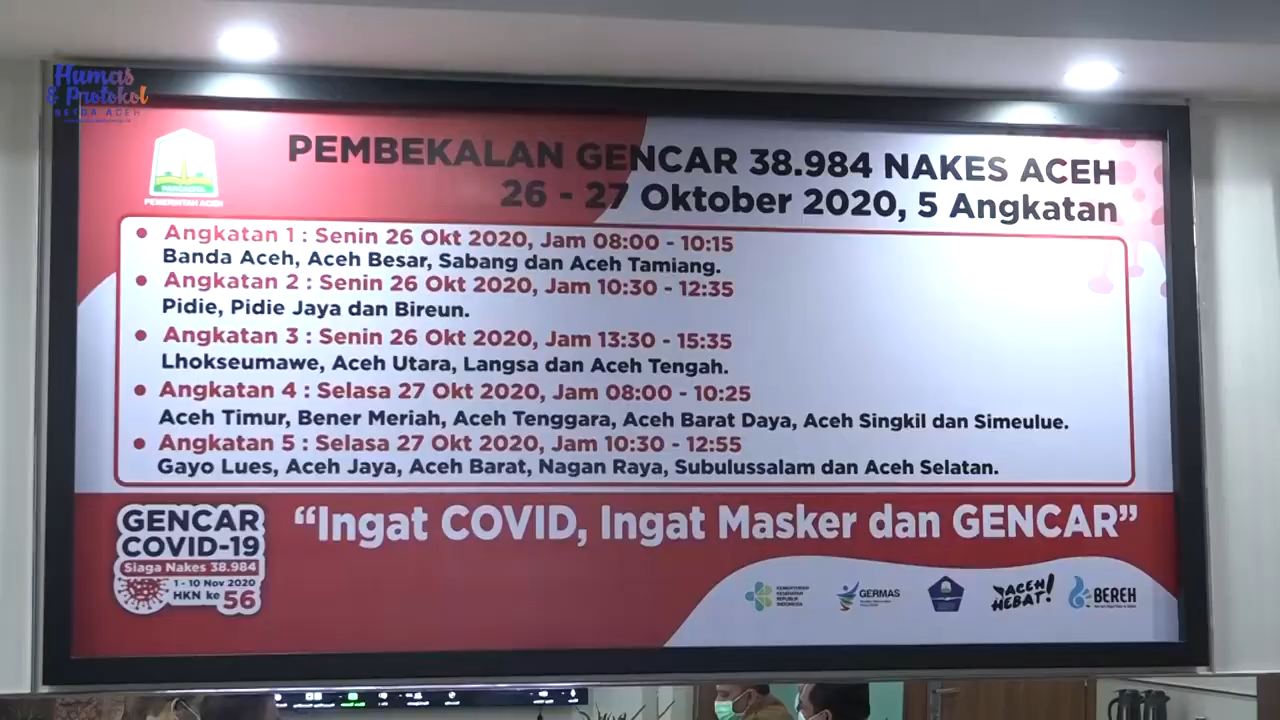 Humas
& Protokol
SETDA ACEH
PEMERINTAH ACEH
PEMBEKALAN GENCAR 38.984 NAKES ACEH
26 - 27 Oktober 2020, 5 Angkatan
• Angkatan 1 : Senin 26 Okt 2020, Jam 08:00 - 10:15
Banda Aceh, Aceh Besar, Sabang dan Aceh Tamiang.
• Angkatan 2 : Senin 26 Okt 2020, Jam 10:30 - 12:35
Pidie, Pidie Jaya dan Bireun.
• Angkatan 3 : Senin 26 Okt 2020, Jam 13:30 - 15:35
Lhokseumawe, Aceh Utara, Langsa dan Aceh Tengah.
• Angkatan 4 : Selasa 27 Okt 2020, Jam 08:00 - 10:25
Aceh Timur, Bener Meriah, Aceh Tenggara, Aceh Barat Daya, Aceh Singkil dan Simeulue.
• Angkatan 5 : Selasa 27 Okt 2020, Jam 10:30 - 12:55
Gayo Lues, Aceh Jaya, Aceh Barat, Nagan Raya, Subulussalam dan Aceh Selatan.
GENCAR
COVID-19
Siaga Nakes 38.984
1 - 10 Nov 2020
HKN ke 56
“Ingat COVID, Ingat Masker dan GENCAR”
KEMENTERIAN
KESEHATAN
REPUBLIK
INDONESIA
GERMAS
ACEH
HEBAT!
BEREH